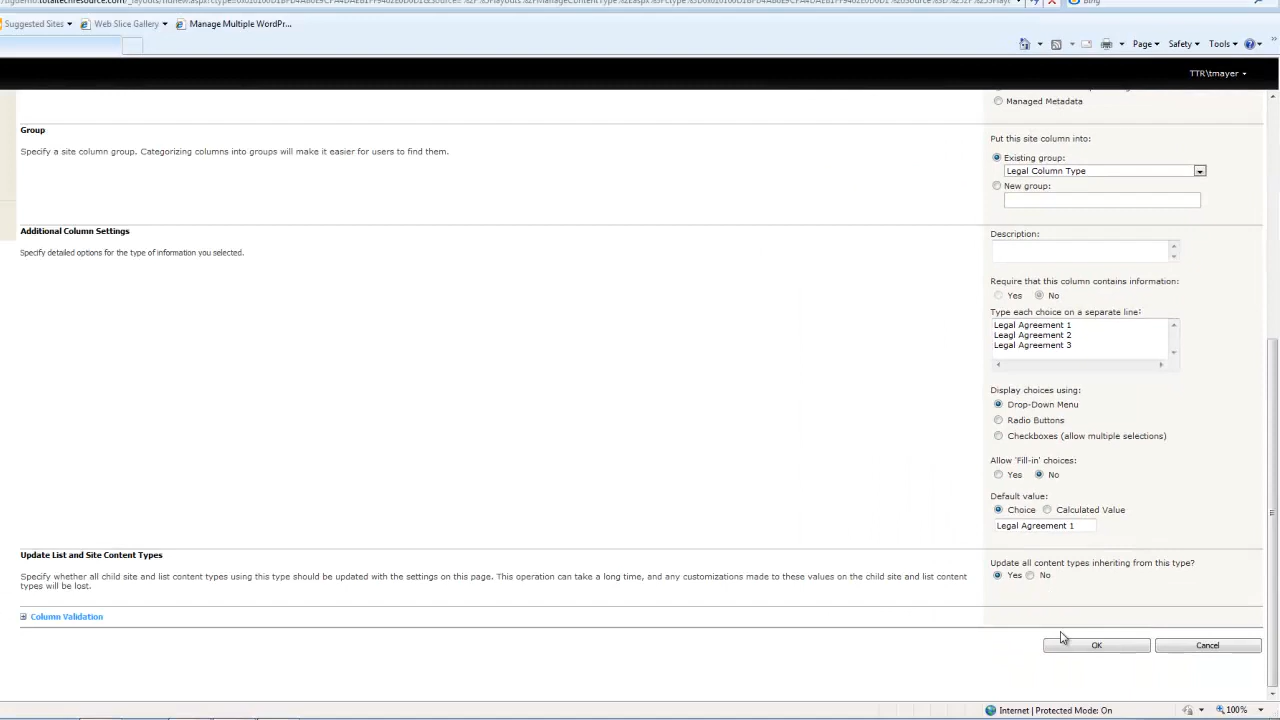 Suggested Sites Web Slice Gallery Manage Multiple WordPr...
Page Safety Tools
TTR\tmayer
Managed Metadata
Group
Put this site column into:
Specify a site column group. Categorizing columns into groups will make it easier for users to find them.
Existing group:
Legal Column Type
New group:
Additional Column Settings
Description:
Specify detailed options for the type of information you selected.
Require that this column contains information:
Yes No
Type each choice on a separate line:
Legal Agreement 1
Leagl Agreement 2
Legal Agreement 3
Display choices using:
Drop-Down Menu
Radio Buttons
Checkboxes (allow multiple selections)
Allow 'Fill-in' choices:
Yes No
Default value:
Choice Calculated Value
Legal Agreement 1
Update List and Site Content Types
Update all content types inheriting from this type?
Specify whether all child site and list content types using this type should be updated with the settings on this page. This operation can take a long time, and any customizations made to these values on the child site and list content
types will be lost.
Yes No
Column Validation
OK Cancel
Internet | Protected Mode: On 100%